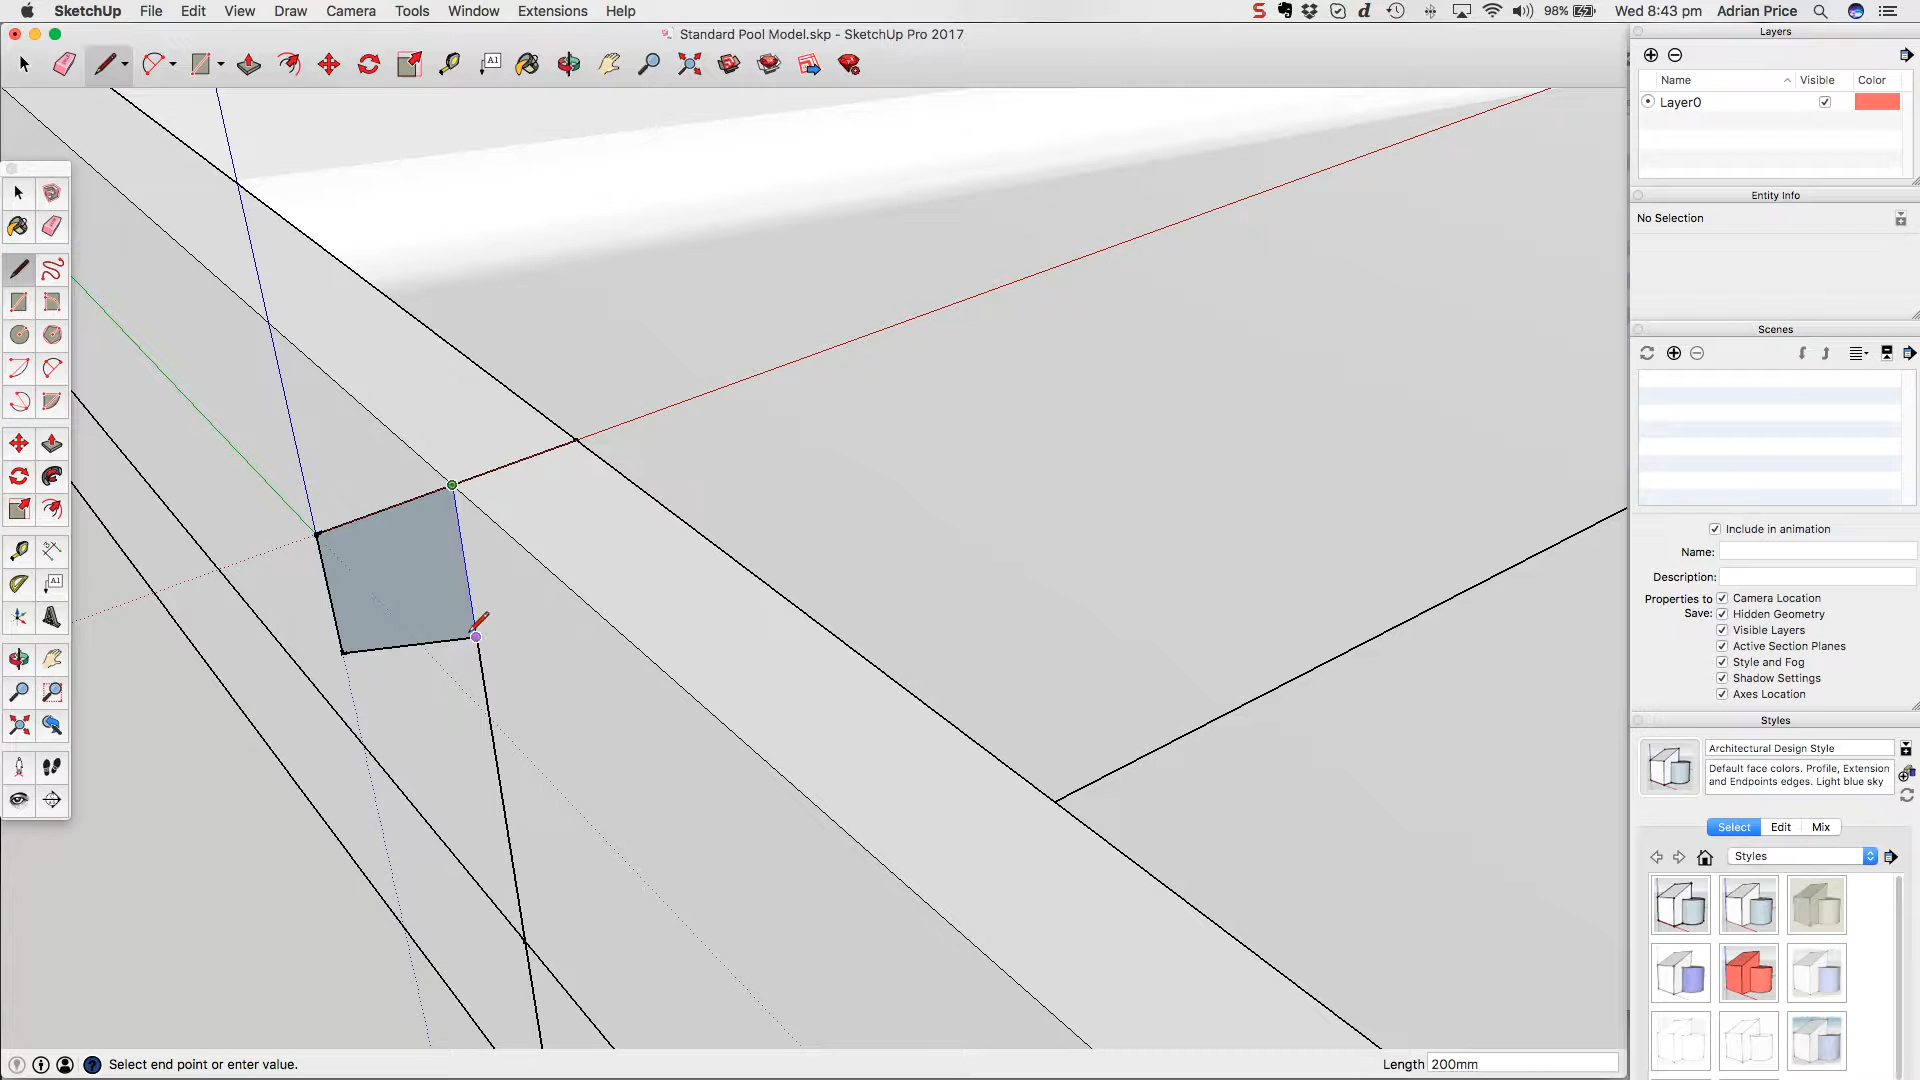 SketchUp File Edit View Draw Camera Tools Window Extensions Help
98% Wed 8:43 pm Adrian Price
Standard Pool Model.skp - SketchUp Pro 2017
A1
A1
Layers
Name Visible Color
Layer0
Entity Info
No Selection
Scenes
Include in animation
Name:
Description:
Properties to Save:
Camera Location
Hidden Geometry
Visible Layers
Active Section Planes
Style and Fog
Shadow Settings
Axes Location
Styles
Architectural Design Style
Default face colors. Profile, Extension
and Endpoints edges. Light blue sky
Select Edit Mix
Styles
Select end point or enter value.
Length 200mm